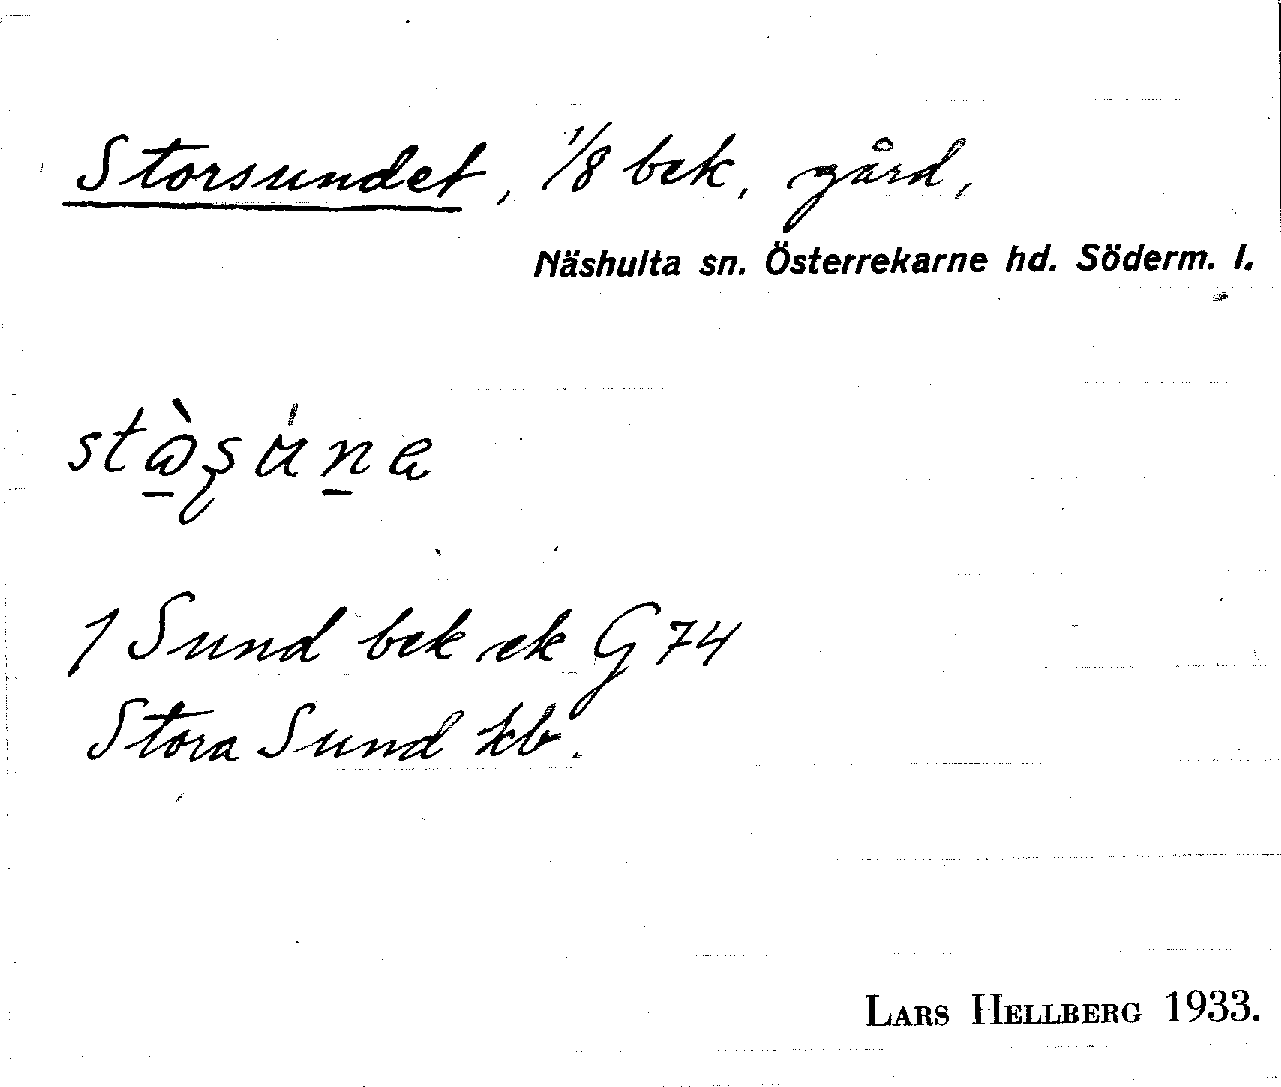 Storsundet, 1/8 bek. gård,
Näshulta sn. Österrekarne hd. Söderm. l.
1 Sund bek ek G 74
Stora Sund kb.
LARS HELLBERG 1933.